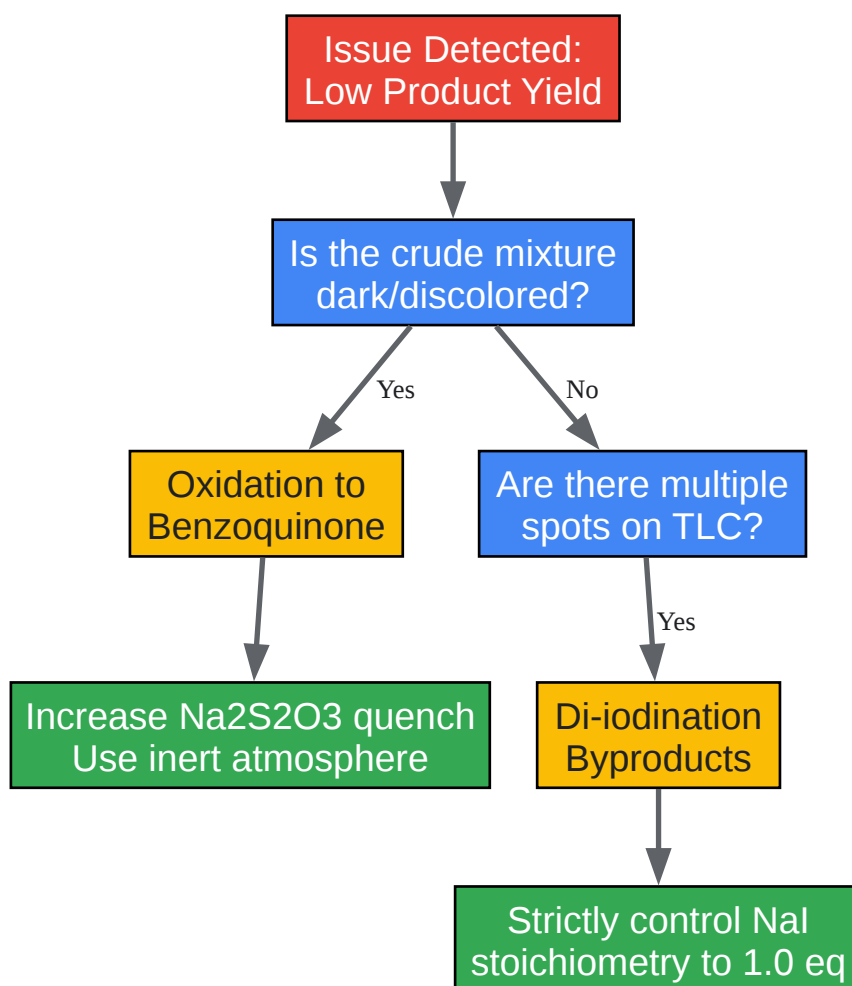 Issue Detected:
Low Product Yield
Is the crude mixture
dark/discolored?
Yes
No
Oxidation to
Benzoquinone
Are there multiple
spots on TLC?
Yes
Increase Na2S2O3 quench
Use inert atmosphere
Di-iodination
Byproducts
Strictly control NaI
stoichiometry to 1.0 eq